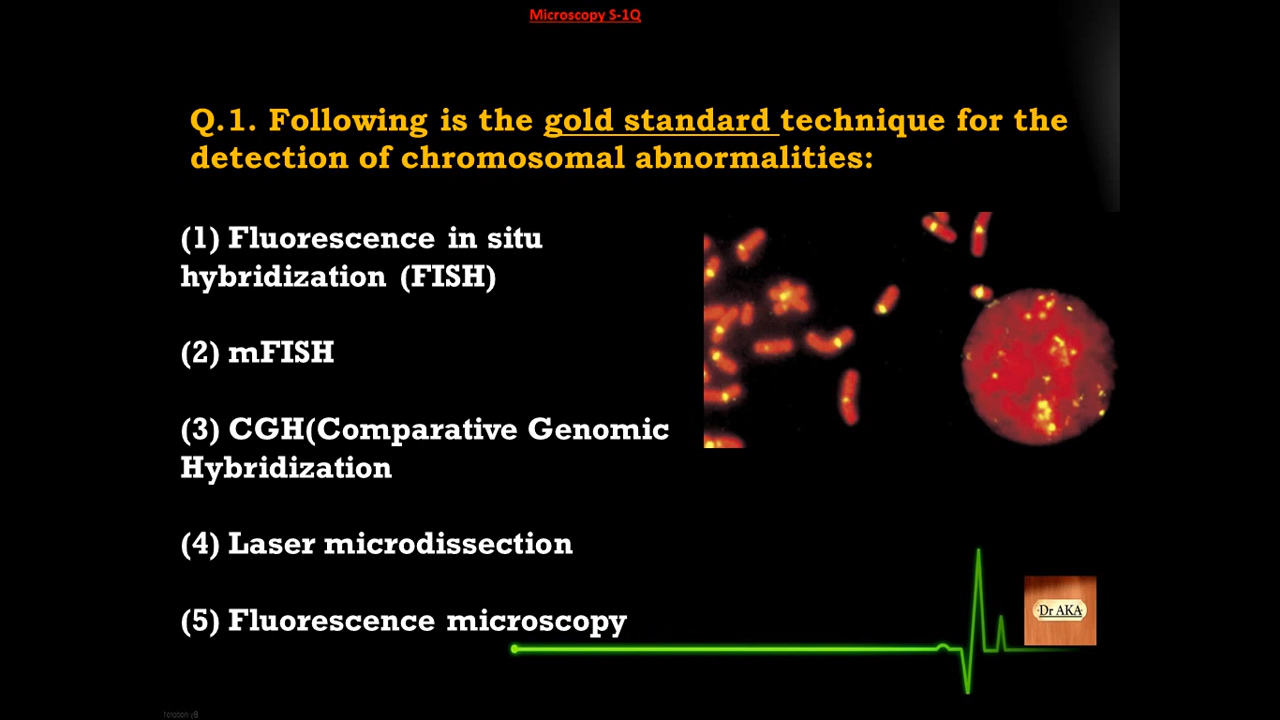 Microscopy S-1Q
Q.1. Following is the gold standard technique for the
detection of chromosomal abnormalities:
(1) Fluorescence in situ
hybridization (FISH)
(2) mFISH
(3) CGH(Comparative Genomic
Hybridization
(4) Laser microdissection
(5) Fluorescence microscopy
Dr AKA